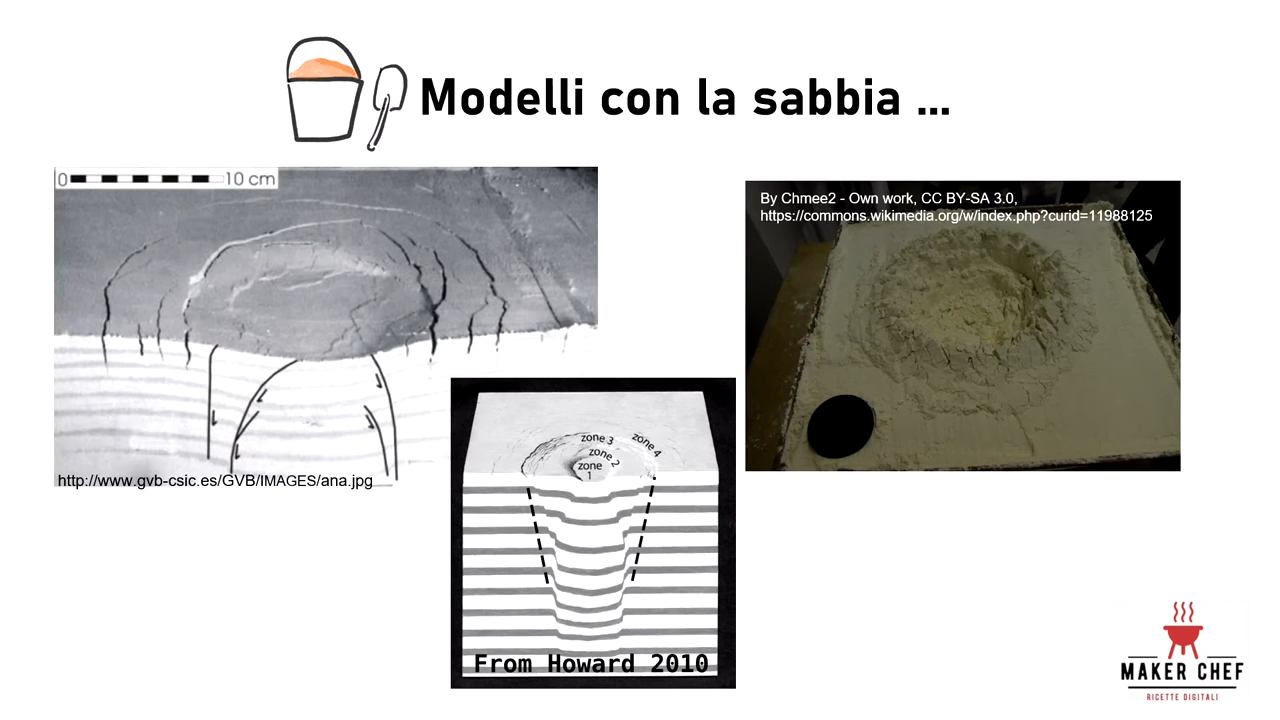 Modelli con la sabbia ...
0 10 cm
http://www.gvb-csic.es/GVB/IMAGES/ana.jpg
By Chmee2 - Own work, CC BY-SA 3.0,
https://commons.wikimedia.org/w/index.php?curid=11988125
zone 3
zone 4
zone 2
zone
1
From Howard 2010
MAKER CHEF
RICETTE DIGITALI